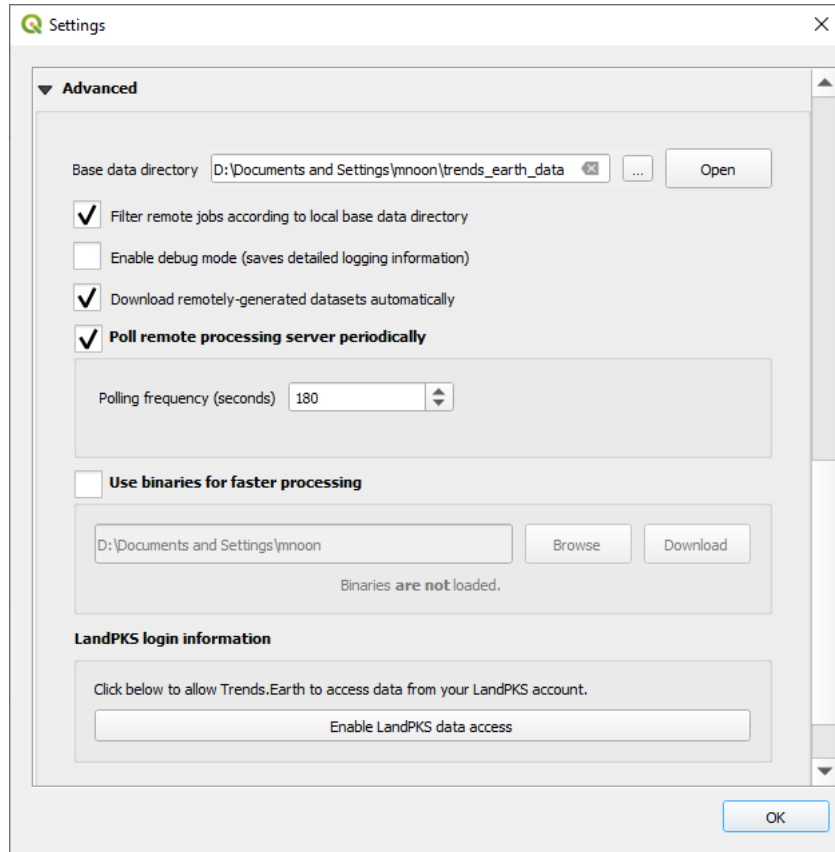 Settings
Advanced
Base data directory D:\Documents and Settings\mnoon\trends_earth_data ... Open
Filter remote jobs according to local base data directory
Enable debug mode (saves detailed logging information)
Download remotely-generated datasets automatically
Poll remote processing server periodically
Polling frequency (seconds) 180
Use binaries for faster processing
D:\Documents and Settings\mnoon Browse Download
Binaries are not loaded.
LandPKS login information
Click below to allow Trends.Earth to access data from your LandPKS account.
Enable LandPKS data access
OK